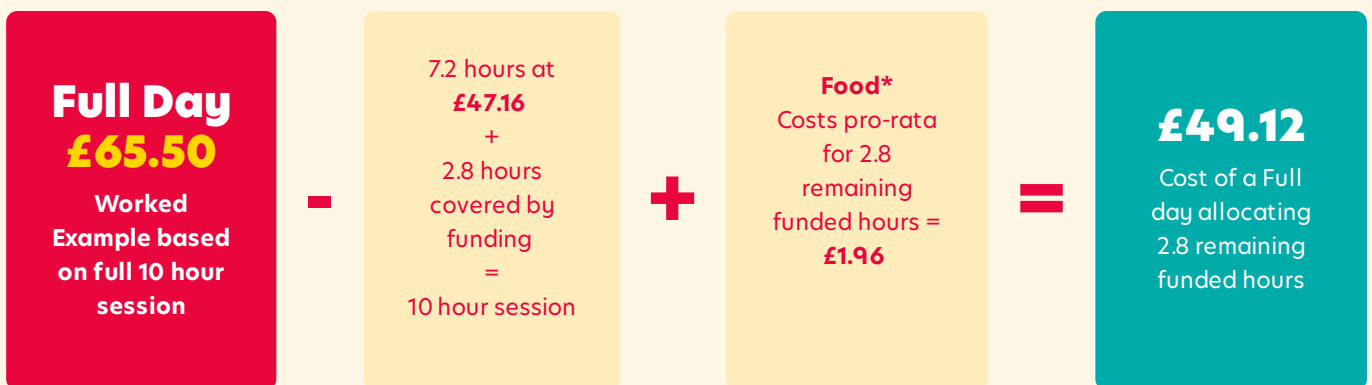 Full Day
£65.50
Worked
Example based
on full 10 hour
session
-
7.2 hours at
£47.16
+
2.8 hours
covered by
funding
=
10 hour session
+
Food*
Costs pro-rata
for 2.8
remaining
funded hours =
£1.96
=
£49.12
Cost of a Full
day allocating
2.8 remaining
funded hours